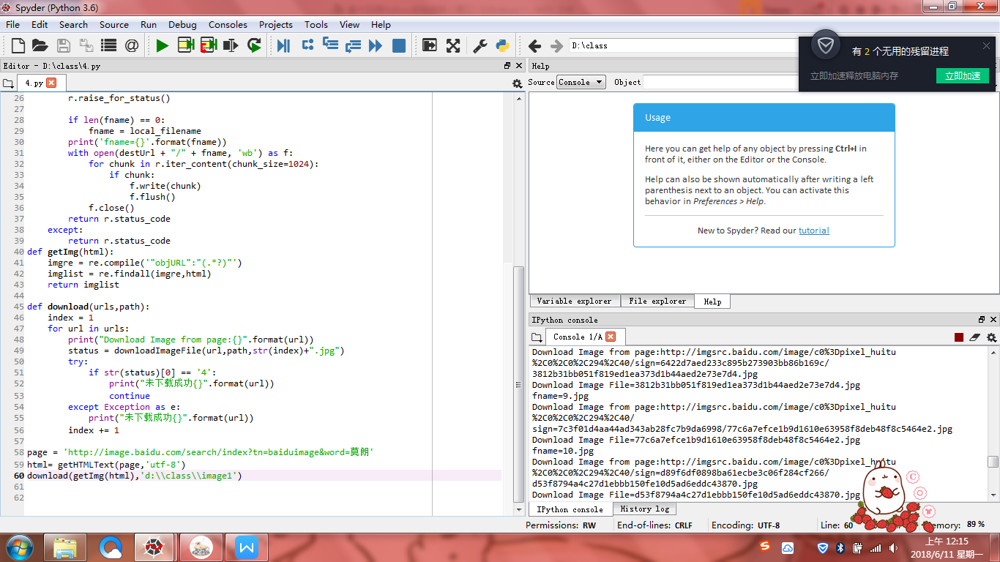 Spyder (Python 3.6)
File Edit Search Source Run Debug Consoles Projects Tools View Help
D:\class
有 2 个无用的残留进程
立即加速释放电脑内存
立即加速
Editor - D:\class\4.py
4.py
26 r.raise_for_status()
27
28 if len(fname) == 0:
29 fname = local_filename
30 print('fname={}'.format(fname))
31 with open(destUrl + "/" + fname, 'wb') as f:
32 for chunk in r.iter_content(chunk_size=1024):
33 if chunk:
34 f.write(chunk)
35 f.flush()
36 f.close()
37 return r.status_code
38 except:
39 return r.status_code
40 def getImg(html):
41 imgre = re.compile('"objURL":"(.*?)"')
42 imglist = re.findall(imgre,html)
43 return imglist
44
45 def download(urls,path):
46 index = 1
47 for url in urls:
48 print("Download Image from page:{}".format(url))
49 status = downloadImageFile(url,path,str(index)+".jpg")
50 try:
51 if str(status)[0] == '4':
52 print("未下载成功{}".format(url))
53 continue
54 except Exception as e:
55 print("未下载成功{}".format(url))
56 index += 1
57
58 page = 'http://image.baidu.com/search/index?tn=baiduimage&word=莫朗'
59 html= getHTMLText(page,'utf-8')
60 download(getImg(html),'d:\\class\\image1')
61
62
Help
Source Console Object
Usage
Here you can get help of any object by pressing Ctrl+I in
front of it, either on the Editor or the Console.
Help can also be shown automatically after writing a left
parenthesis next to an object. You can activate this
behavior in Preferences > Help.
New to Spyder? Read our tutorial
Variable explorer File explorer Help
IPython console
Console 1/A
Download Image from page:http://imgsrc.baidu.com/image/c0%3Dpixel_huitu
%2C0%2C0%2C294%2C40/sign=6422d7aed233c895b273903bb86b169c/
3812b31bb051f819ed1ea373d1b44aed2e73e7d4.jpg
Download Image File=3812b31bb051f819ed1ea373d1b44aed2e73e7d4.jpg
fname=9.jpg
Download Image from page:http://imgsrc.baidu.com/image/c0%3Dpixel_huitu
%2C0%2C0%2C294%2C40/
sign=7c3f01d4aa44ad343ab28fc7b9da6998/77c6a7efce1b9d1610e63958f8deb48f8c5464e2.jpg
Download Image File=77c6a7efce1b9d1610e63958f8deb48f8c5464e2.jpg
fname=10.jpg
Download Image from page:http://imgsrc.baidu.com/image/c0%3Dpixel_huitu
%2C0%2C0%2C294%2C40/sign=d89f6df0898ba61ecbe3c06f284cf266/
d53f8794a4c27d1ebbb150fe10d5ad6eddc43870.jpg
Download Image File=d53f8794a4c27d1ebbb150fe10d5ad6eddc43870.jpg
IPython console History log
Permissions: RW End-of-lines: CRLF Encoding: UTF-8 Line: 60 89 %
上午 12:15
2018/6/11 星期一